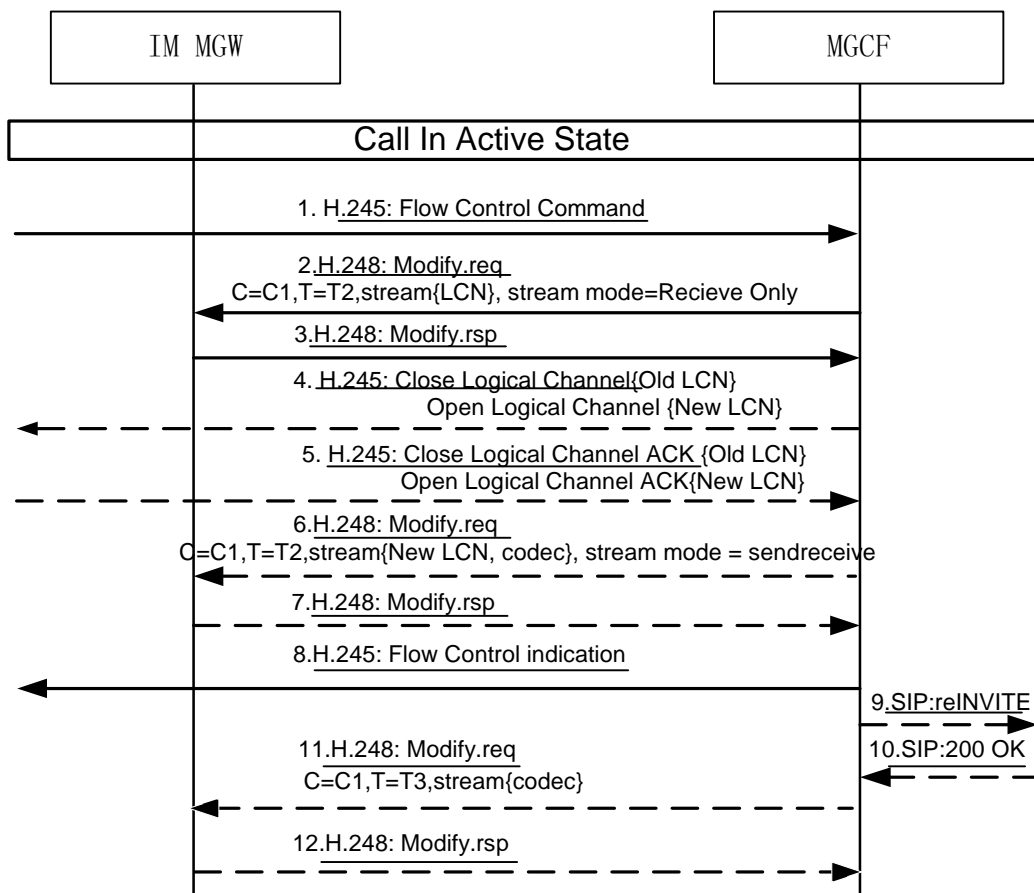 IM MGW
MGCF
Call In Active State
1. H.245: Flow Control Command
2.H.248: Modify.req
C=C1,T=T2,stream{LCN}, stream mode=Recieve Only
3.H.248: Modify.rsp
4. H.245: Close Logical Channel{Old LCN}
Open Logical Channel {New LCN}
5. H.245: Close Logical Channel ACK {Old LCN}
Open Logical Channel ACK{New LCN}
6.H.248: Modify.req
C=C1,T=T2,stream{New LCN, codec}, stream mode = sendreceive
7.H.248: Modify.rsp
8.H.245: Flow Control indication
9.SIP:reINVITE
10.SIP:200 OK
11.H.248: Modify.req
C=C1,T=T3,stream{codec}
12.H.248: Modify.rsp